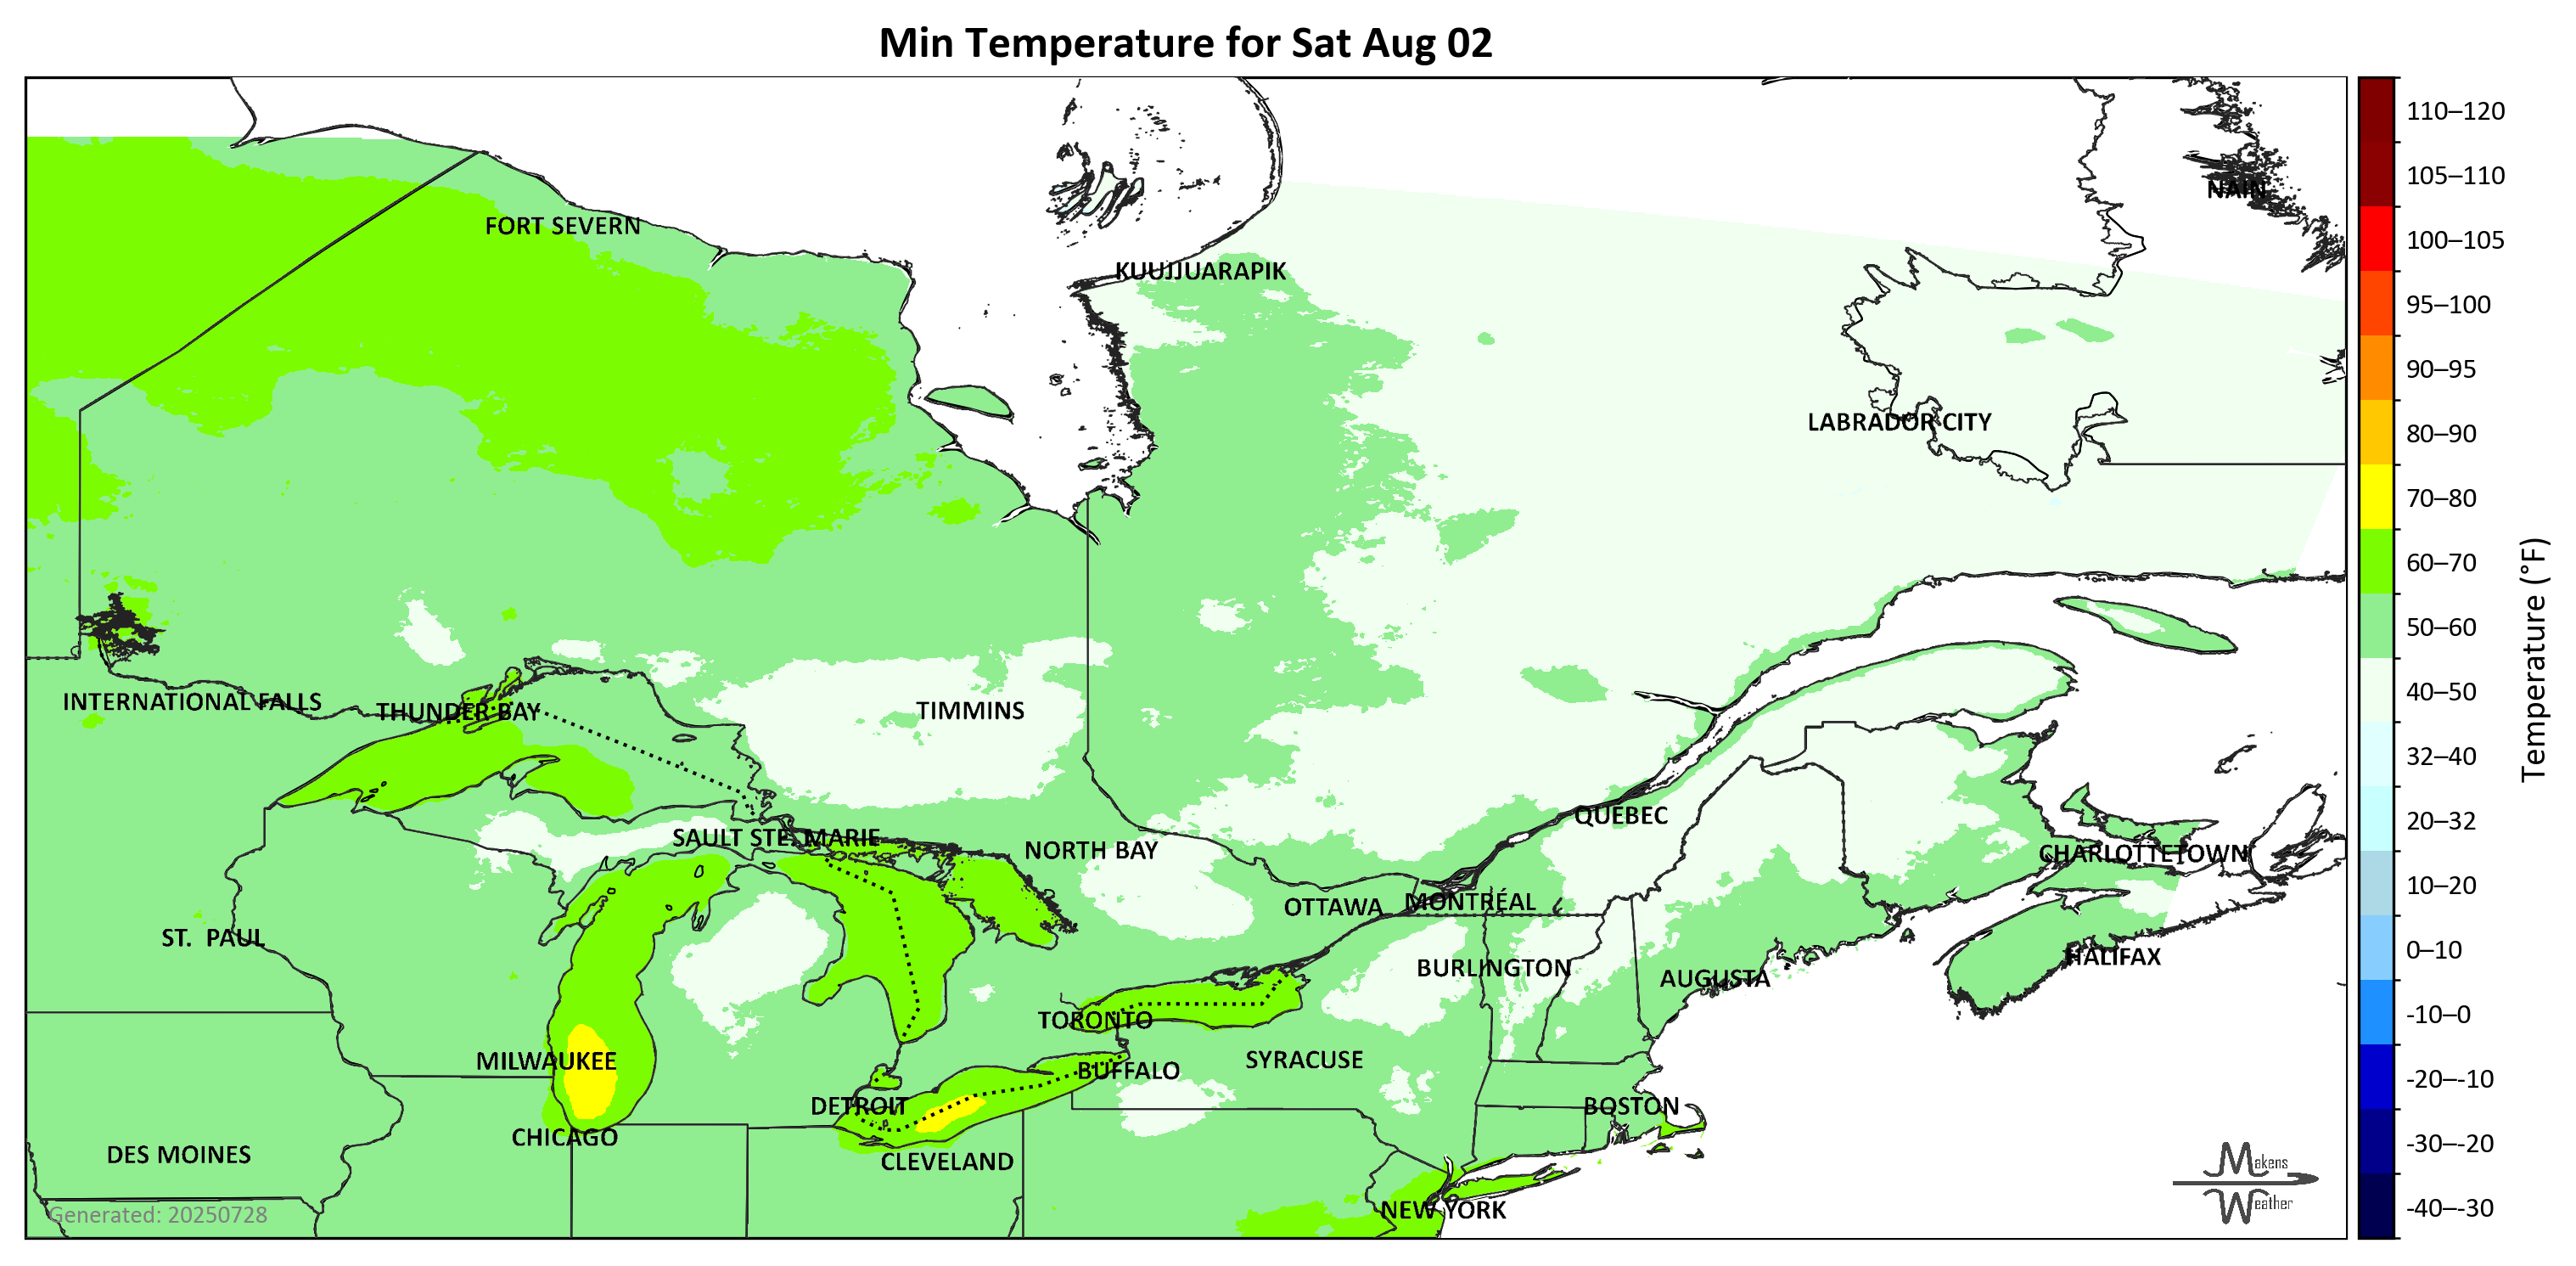 Min Temperature for Sat Aug 02
110–120
105–110
NAIN
FORT SEVERN
100–105
KUUJJUARAPIK
95–100
90–95
LABRADOR CITY
80–90
70–80
60–70
50–60
Temperature (°F)
40–50
INTERNATIONAL FALLS
THUNDER BAY
TIMMINS
32–40
QUÉBEC
20–32
SAULT STE. MARIE
NORTH BAY
CHARLOTTETOWN
10–20
OTTAWA
MONTRÉAL
ST. PAUL
0–10
HALIFAX
BURLINGTON
AUGUSTA
-10–0
TORONTO
MILWAUKEE
SYRACUSE
BUFFALO
-20–-10
DETROIT
BOSTON
CHICAGO
-30–-20
DES MOINES
CLEVELAND
Makens
Weather
NEW YORK
-40–-30
Generated: 20250728